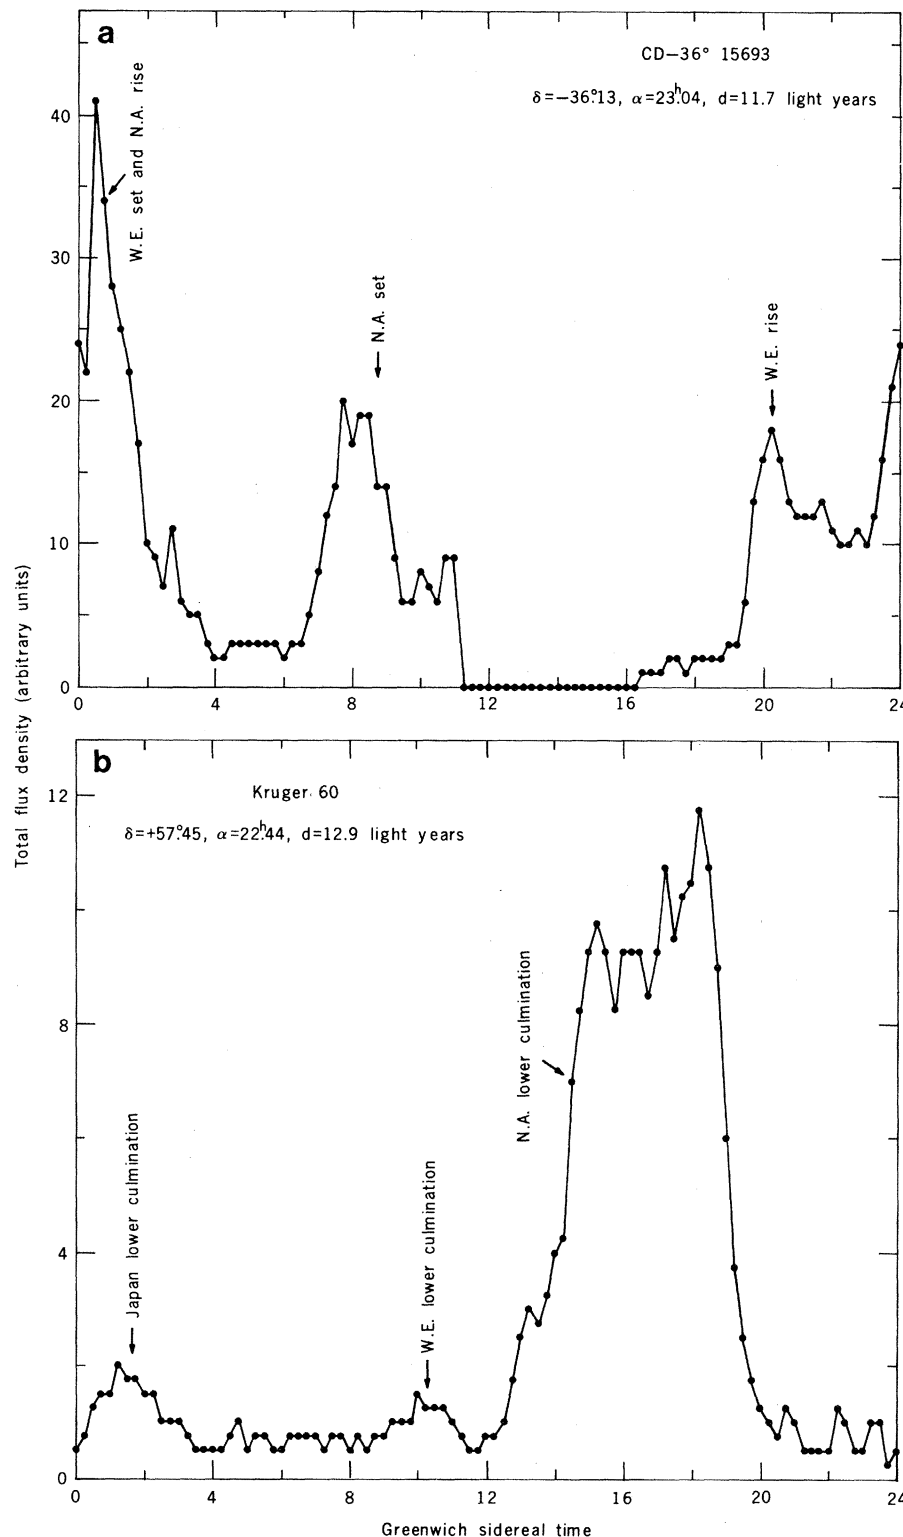 a
CD−36° 15693
δ=−36°.13, α=23ʰ.04, d=11.7 light years
W.E. set and N.A. rise
N.A. set
W.E. rise
40
30
20
10
0
0 4 8 12 16 20 24
Total flux density (arbitrary units)
b
Kruger 60
δ=+57°.45, α=22ʰ.44, d=12.9 light years
Japan lower culmination
W.E. lower culmination
N.A. lower culmination
12
8
4
0
0 4 8 12 16 20 24
Greenwich sidereal time